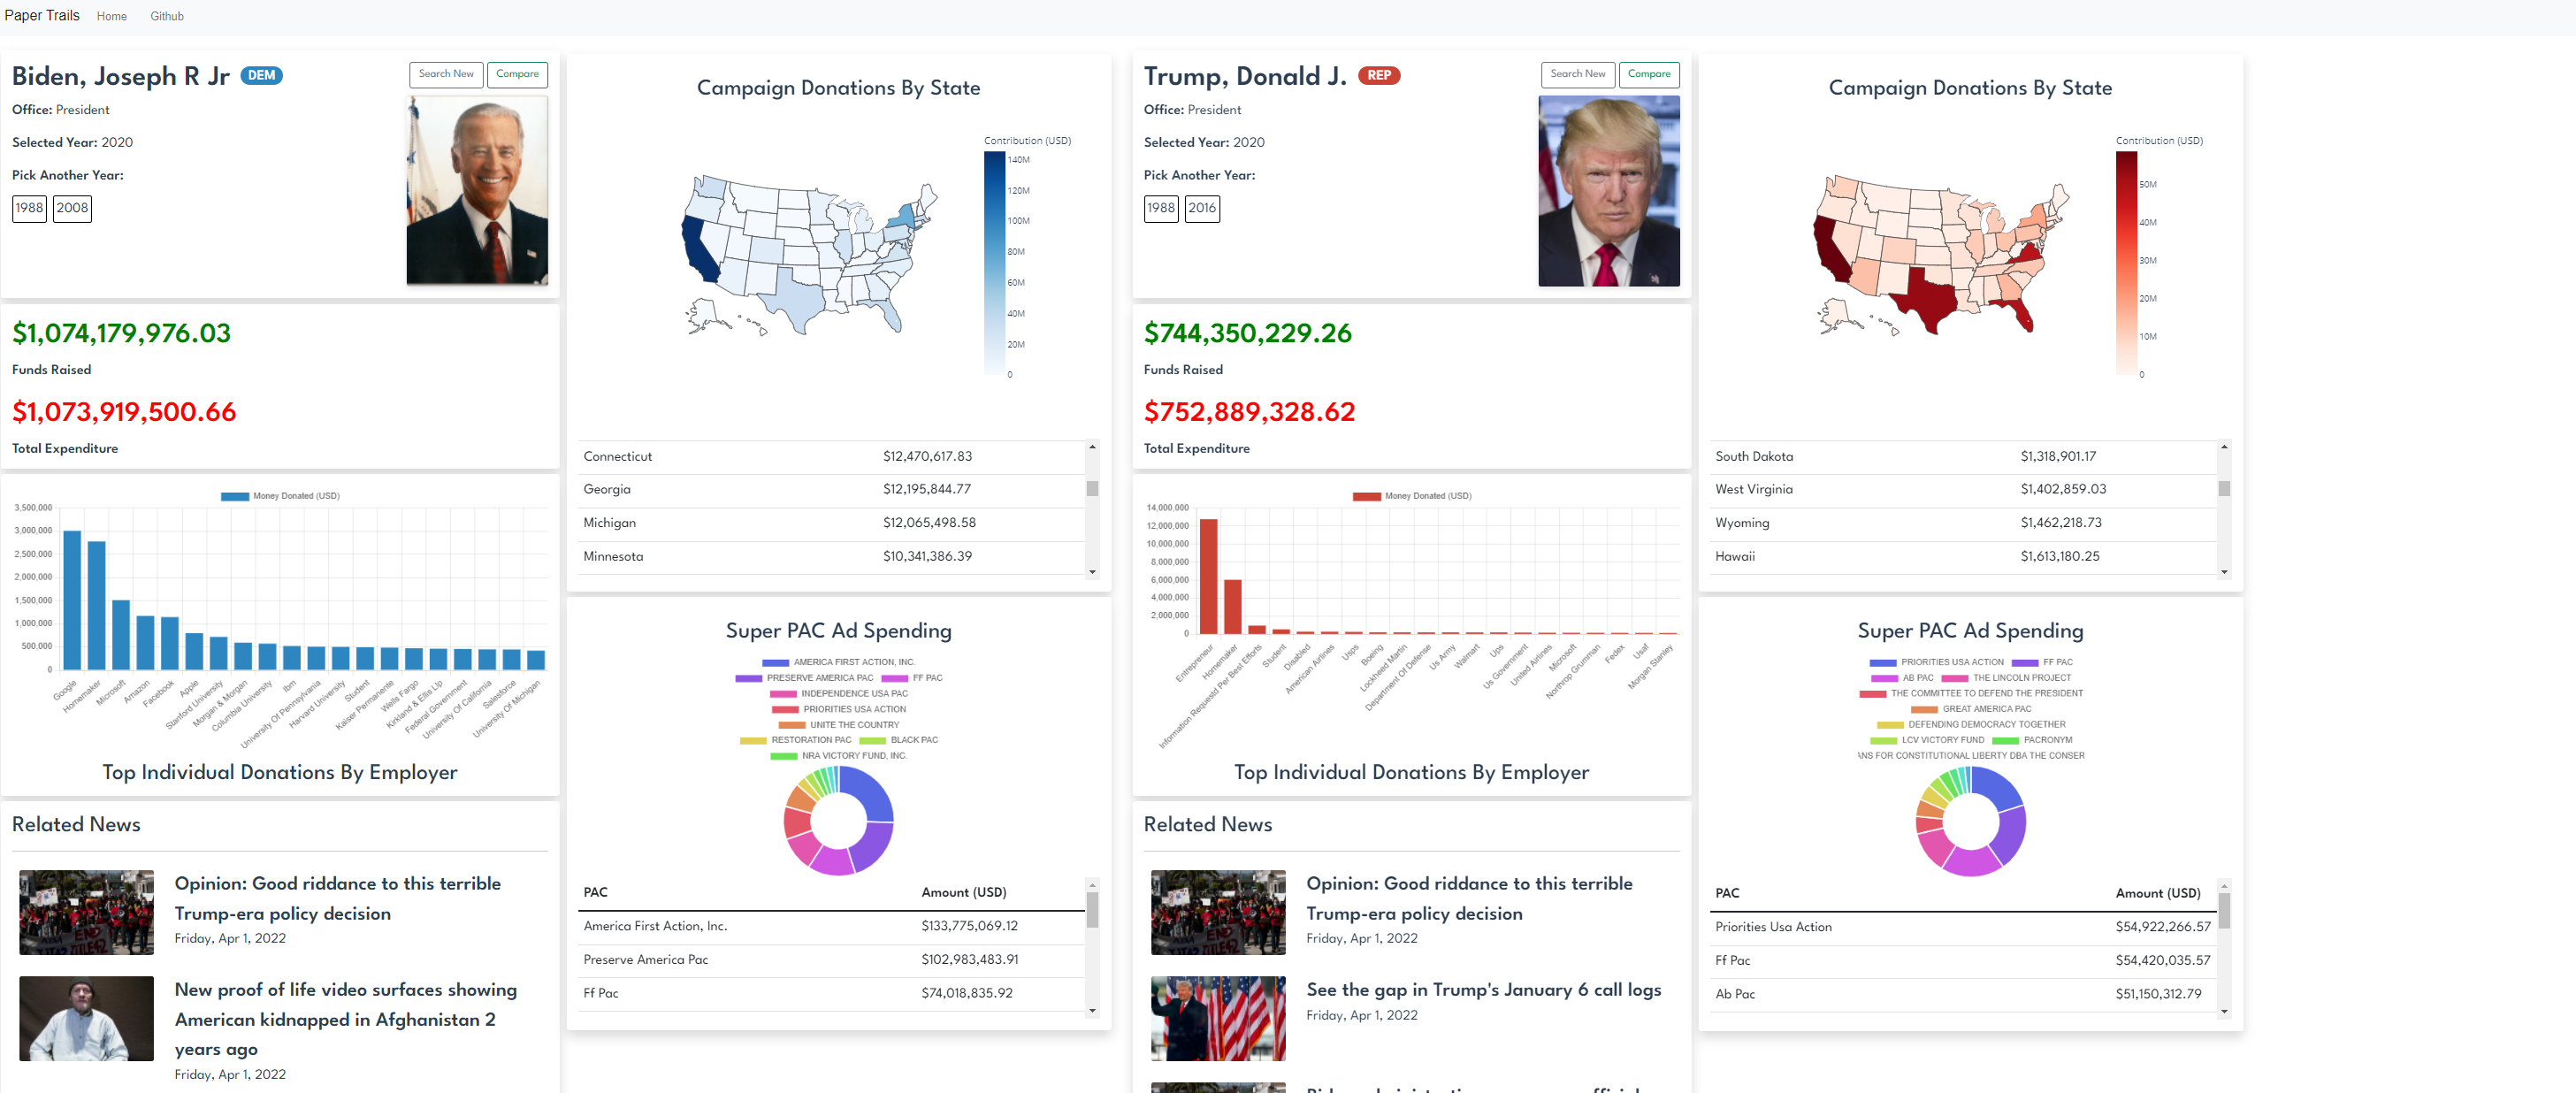 Paper Trails Home Github
Biden, Joseph R Jr DEM
Search New Compare
Office: President
Selected Year: 2020
Pick Another Year:
1988 2008
$1,074,179,976.03
Funds Raised
$1,073,919,500.66
Total Expenditure
Money Donated (USD)
3,500,000
3,000,000
2,500,000
2,000,000
1,500,000
1,000,000
500,000
0
Google
Homemaker
Microsoft
Amazon
Facebook
Apple
Stanford University
Morgan & Morgan
Columbia University
Ibm
University Of Pennsylvania
Harvard University
Student
Kaiser Permanente
Wells Fargo
Kirkland & Ellis Llp
Federal Government
University Of California
Salesforce
University Of Michigan
Top Individual Donations By Employer
Related News
Opinion: Good riddance to this terrible
Trump-era policy decision
Friday, Apr 1, 2022
New proof of life video surfaces showing
American kidnapped in Afghanistan 2
years ago
Friday, Apr 1, 2022
Campaign Donations By State
Contribution (USD)
140M
120M
100M
80M
60M
40M
20M
0
Connecticut $12,470,617.83
Georgia $12,195,844.77
Michigan $12,065,498.58
Minnesota $10,341,386.39
Super PAC Ad Spending
AMERICA FIRST ACTION, INC.
PRESERVE AMERICA PAC FF PAC
INDEPENDENCE USA PAC
PRIORITIES USA ACTION
UNITE THE COUNTRY
RESTORATION PAC BLACK PAC
NRA VICTORY FUND, INC.
PAC Amount (USD)
America First Action, Inc. $133,775,069.12
Preserve America Pac $102,983,483.91
Ff Pac $74,018,835.92
Trump, Donald J. REP
Search New Compare
Office: President
Selected Year: 2020
Pick Another Year:
1988 2016
$744,350,229.26
Funds Raised
$752,889,328.62
Total Expenditure
Money Donated (USD)
14,000,000
12,000,000
10,000,000
8,000,000
6,000,000
4,000,000
2,000,000
0
Entrepreneur
Homemaker
Information Requestd Per Best Efforts
Student
Disabled
American Airlines
Usps
Boeing
Lockheed Martin
Department Of Defense
Us Army
Walmart
Ups
Us Government
United Airlines
Microsoft
Northrop Grumman
Fedex
Usaf
Morgan Stanley
Top Individual Donations By Employer
Related News
Opinion: Good riddance to this terrible
Trump-era policy decision
Friday, Apr 1, 2022
See the gap in Trump's January 6 call logs
Friday, Apr 1, 2022
Campaign Donations By State
Contribution (USD)
50M
40M
30M
20M
10M
0
South Dakota $1,318,901.17
West Virginia $1,402,859.03
Wyoming $1,462,218.73
Hawaii $1,613,180.25
Super PAC Ad Spending
PRIORITIES USA ACTION FF PAC
AB PAC THE LINCOLN PROJECT
THE COMMITTEE TO DEFEND THE PRESIDENT
GREAT AMERICA PAC
DEFENDING DEMOCRACY TOGETHER
LCV VICTORY FUND PACRONYM
ANS FOR CONSTITUTIONAL LIBERTY DBA THE CONSER
PAC Amount (USD)
Priorities Usa Action $54,922,266.57
Ff Pac $54,420,035.57
Ab Pac $51,150,312.79